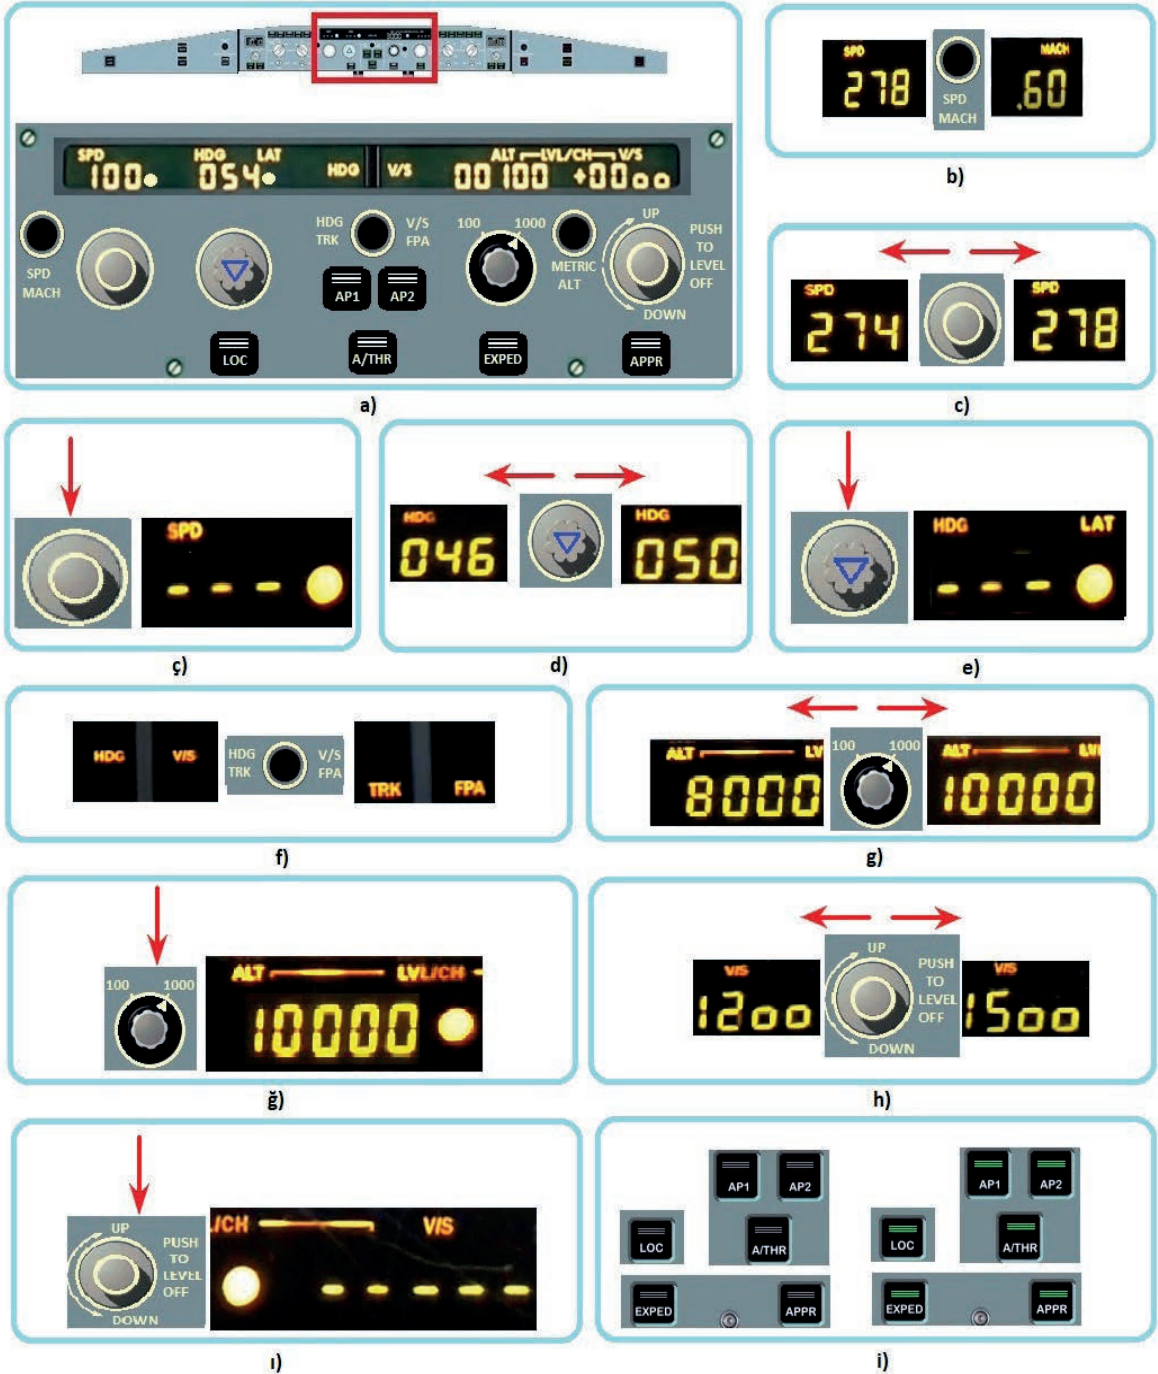 SPD
HDG
LAT
ALT
LVL/CH
V/S
100
054
HDG
V/S
00100
+0000
SPD
MACH
HDG
TRK
V/S
FPA
100
1000
METRIC
ALT
UP
PUSH
TO
LEVEL
OFF
DOWN
AP1
AP2
LOC
A/THR
EXPED
APPR
a)
SPD
278
SPD
MACH
MACH
.60
b)
SPD
274
SPD
278
c)
SPD
- - -
ç)
HDG
046
HDG
050
d)
HDG
LAT
- - -
e)
HDG
V/S
HDG
TRK
V/S
FPA
TRK
FPA
f)
ALT
LV
8000
100
1000
ALT
LVL
10000
g)
100
1000
ALT
LVL/CH
10000
ğ)
V/S
1200
UP
PUSH
TO
LEVEL
OFF
DOWN
V/S
1500
h)
UP
PUSH
TO
LEVEL
OFF
DOWN
L/CH
V/S
- - - - -
ı)
AP1
AP2
LOC
A/THR
EXPED
APPR
AP1
AP2
LOC
A/THR
EXPED
APPR
i)